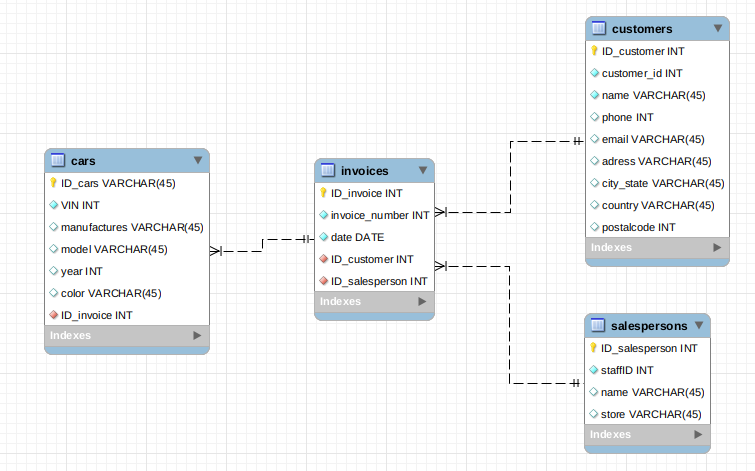 customers
ID_customer INT
customer_id INT
name VARCHAR(45)
phone INT
email VARCHAR(45)
adress VARCHAR(45)
city_state VARCHAR(45)
country VARCHAR(45)
postalcode INT
Indexes
cars
ID_cars VARCHAR(45)
VIN INT
manufactures VARCHAR(45)
model VARCHAR(45)
year INT
color VARCHAR(45)
ID_invoice INT
Indexes
invoices
ID_invoice INT
invoice_number INT
date DATE
ID_customer INT
ID_salesperson INT
Indexes
salespersons
ID_salesperson INT
staffID INT
name VARCHAR(45)
store VARCHAR(45)
Indexes